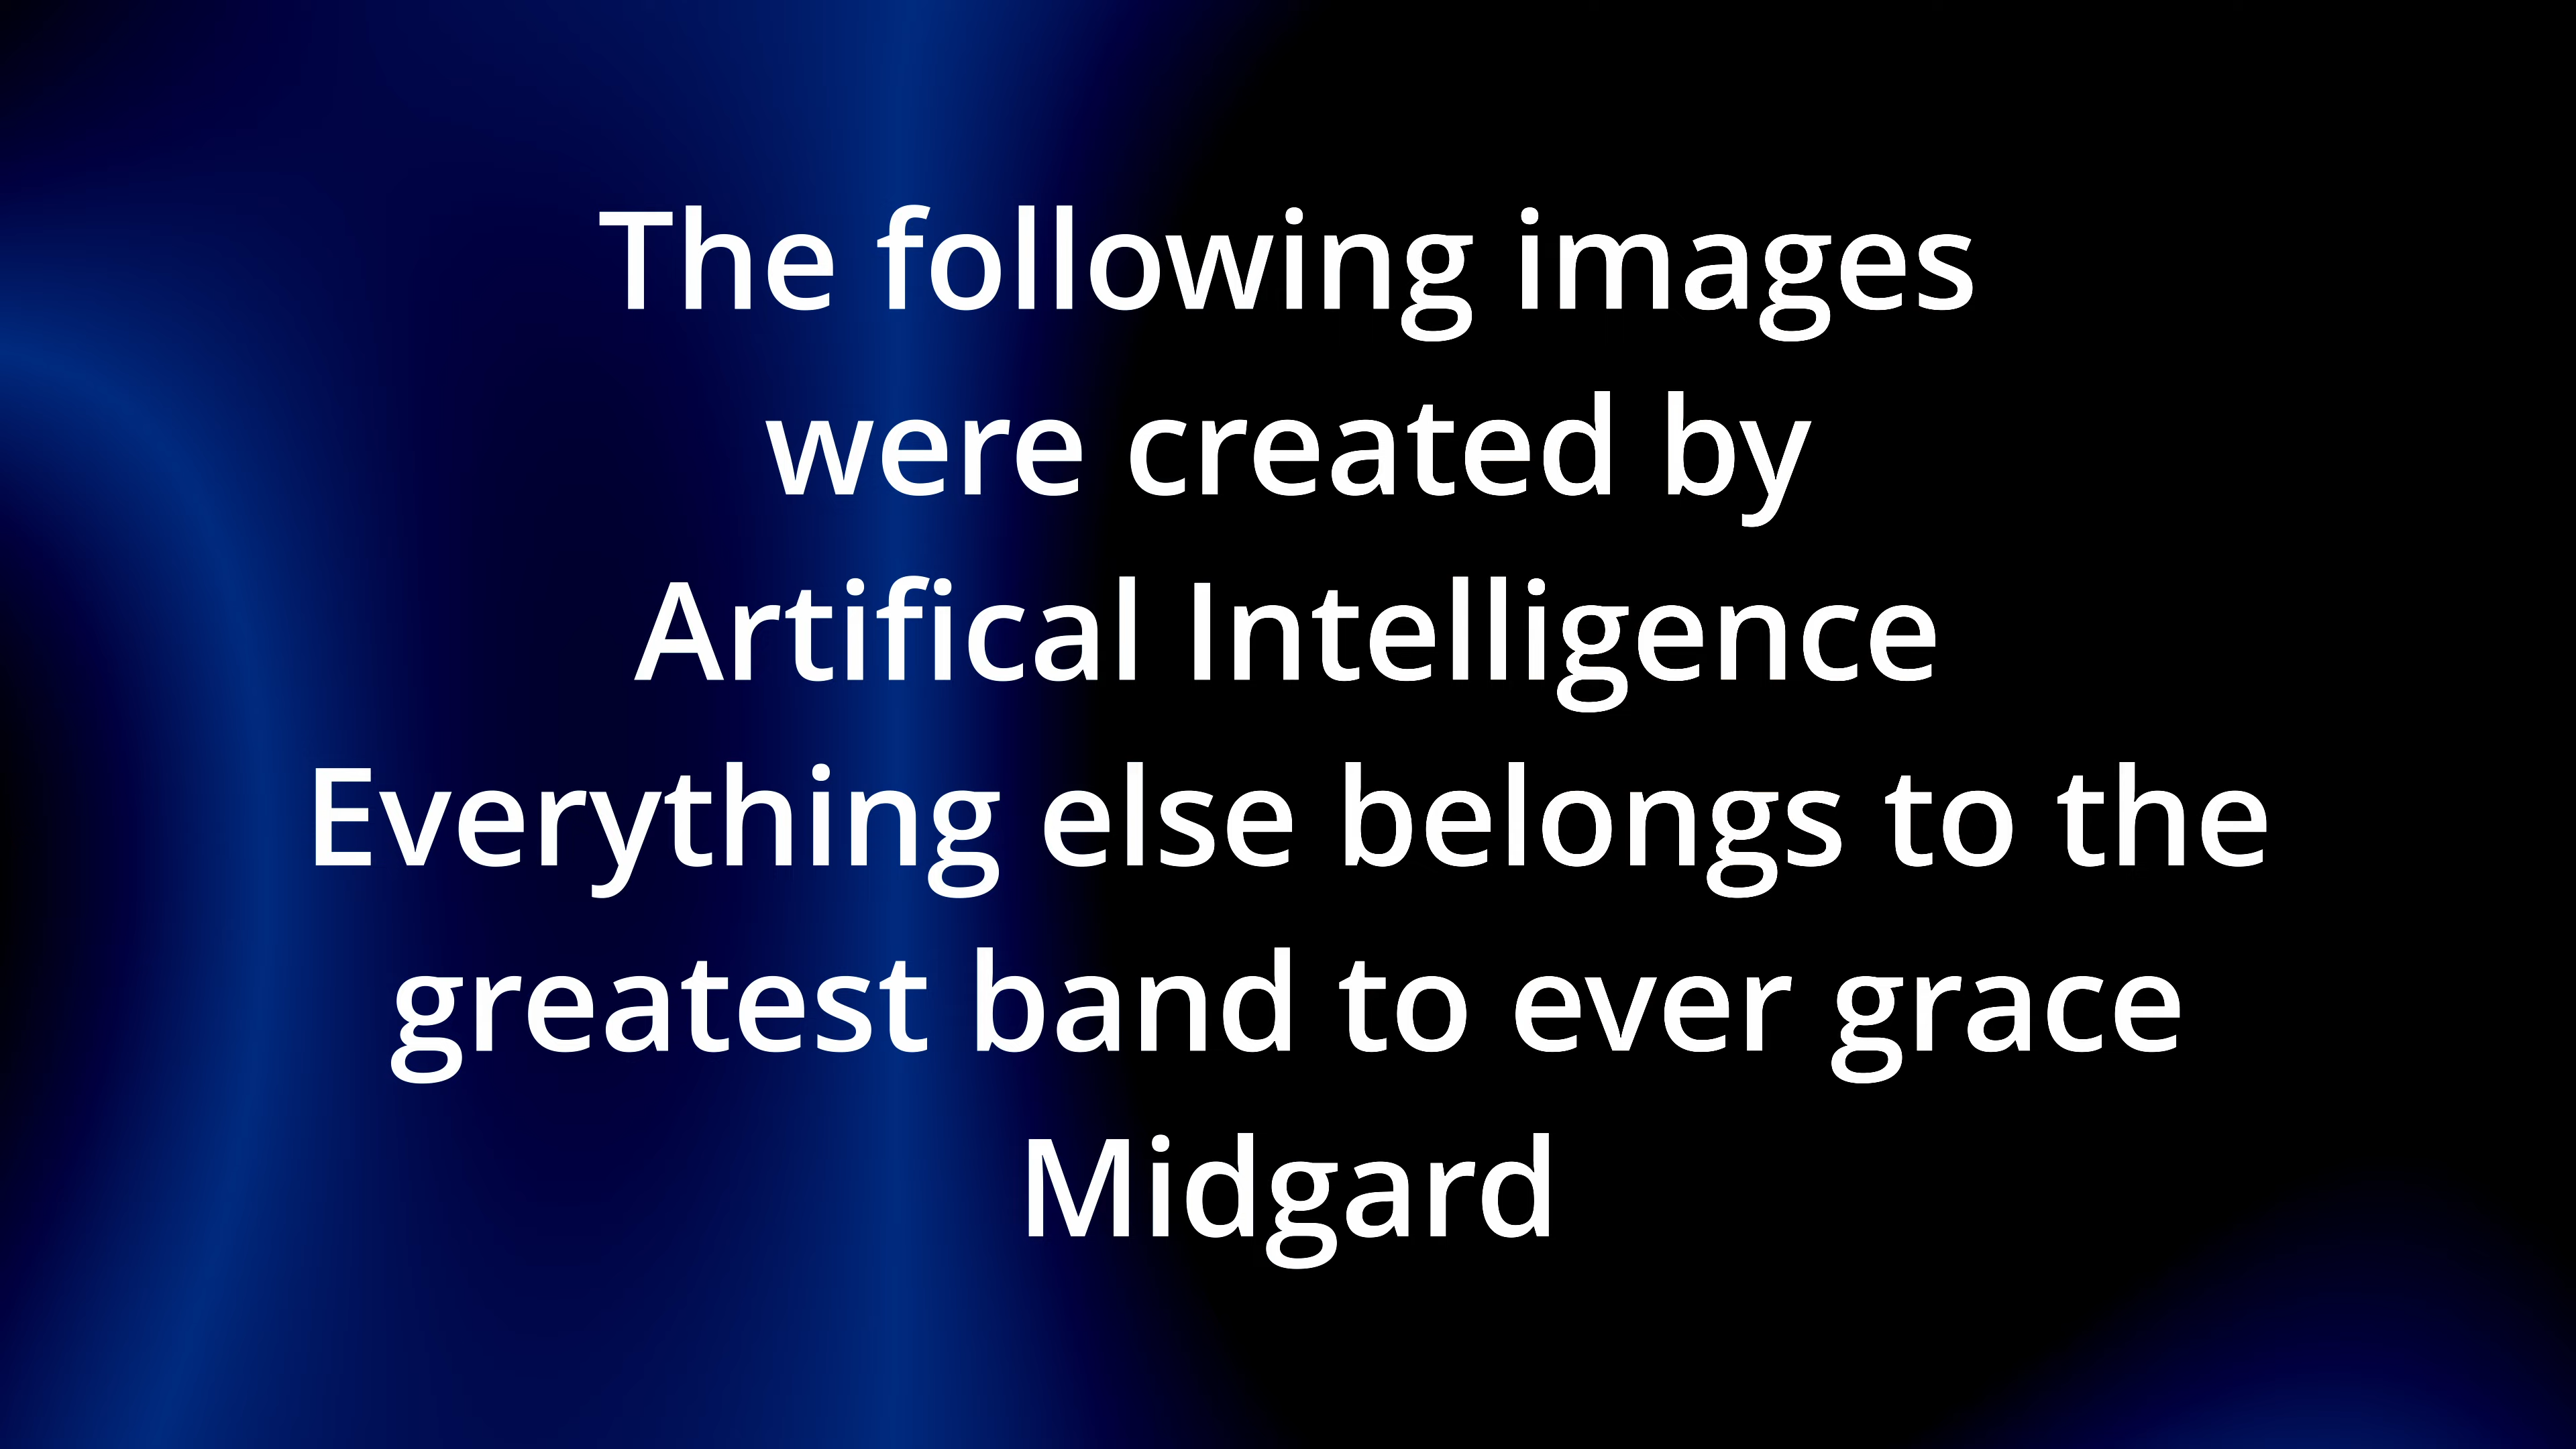 The following images
were created by
Artifical Intelligence
Everything else belongs to the
greatest band to ever grace
Midgard